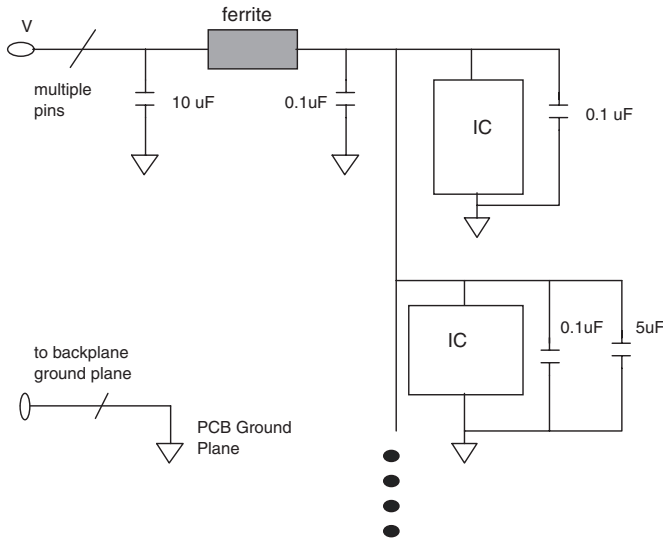 ferrite
V
multiple
pins
10 uF
0.1uF
IC
0.1 uF
IC
0.1uF
5uF
to backplane
ground plane
PCB Ground
Plane